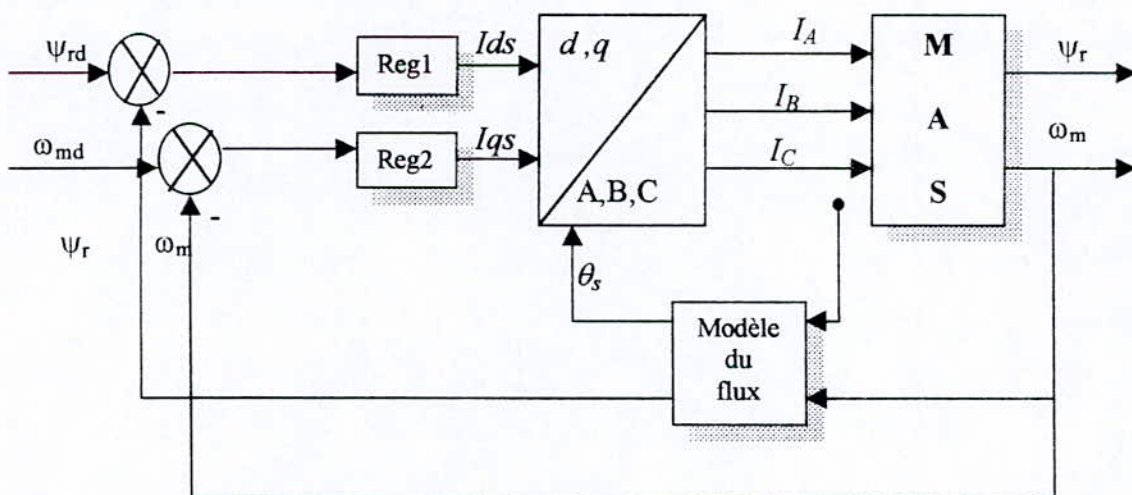 ψrd
Reg1
Ids
d ,q
A,B,C
IA
IB
IC
M
A
S
ψr
ωm
ωmd
Reg2
Iqs
-
-
ψr
ωm
θs
Modèle
du
flux